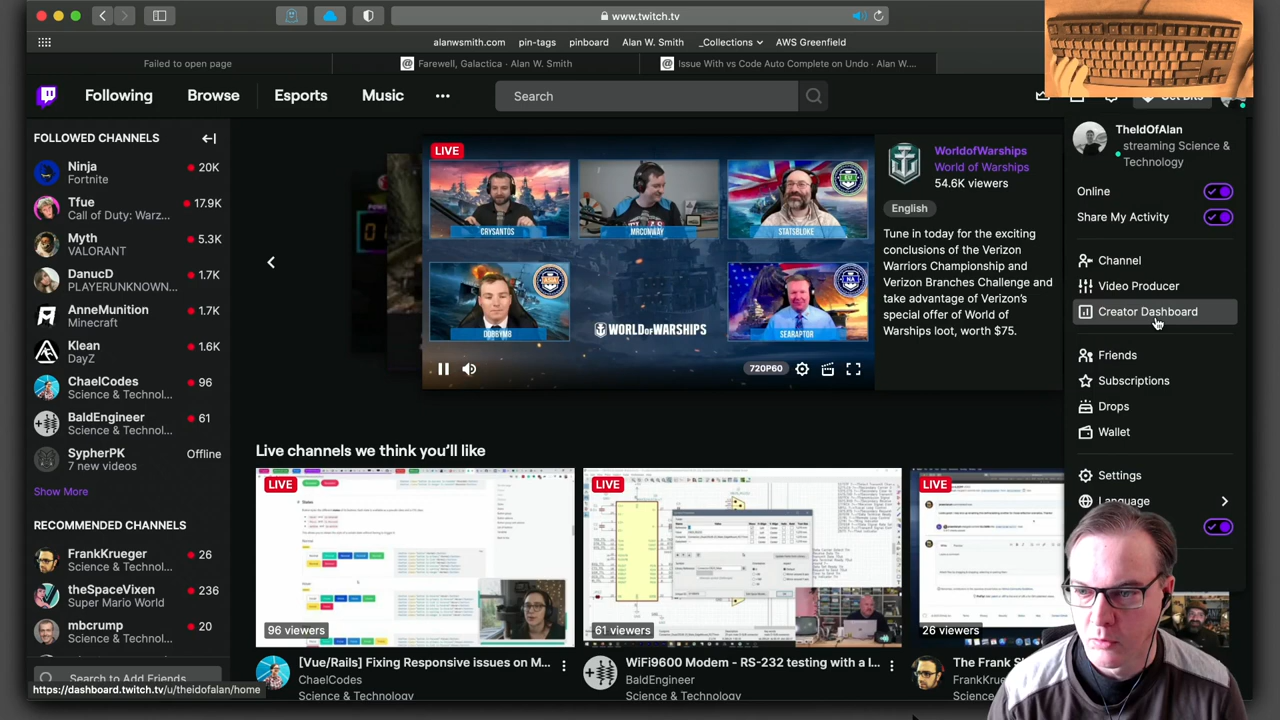 www.twitch.tv
alanwsmith.com pin-tags pinboard Alan W. Smith _Collections AWS Greenfield
Failed to open page
Farewell, Galactica · Alan W. Smith
Issue With vs Code Auto Complete on Undo · Alan W....
Following Browse Esports Music Search
Get Bits
FOLLOWED CHANNELS
Ninja 20K
Fortnite
Tfue 17.9K
Call of Duty: Warz...
Myth 5.3K
VALORANT
DanucD 1.7K
PLAYERUNKNOWN...
AnneMunition 1.7K
Minecraft
Klean 1.6K
DayZ
ChaelCodes 96
Science & Technol...
BaldEngineer 61
Science & Technol...
SypherPK Offline
7 new videos
Show More
RECOMMENDED CHANNELS
FrankKrueger 26
Science & Technol...
theSpaceVixen 236
Super Mario World
mbcrump 20
Science & Technol...
Search to Add Friends
https://dashboard.twitch.tv/u/theidofalan/home
LIVE
CRYSANTOS
MRCONWAY
STATSBLOKE
DOBBYM8
WORLD OF WARSHIPS
SEARAPTOR
720P60
WorldofWarships
World of Warships
54.6K viewers
English
Tune in today for the exciting
conclusions of the Verizon
Warriors Championship and
Verizon Branches Challenge and
take advantage of Verizon's
special offer of World of
Warships loot, worth $75.
Live channels we think you'll like
LIVE
96 viewers
[Vue/Rails] Fixing Responsive issues on M...
ChaelCodes
Science & Technology
LIVE
61 viewers
WiFi9600 Modem - RS-232 testing with a l...
BaldEngineer
Science & Technology
LIVE
26 viewers
The Frank S
FrankKrue
Science &
TheIdOfAlan
streaming Science &
Technology
Online
Share My Activity
Channel
Video Producer
Creator Dashboard
Friends
Subscriptions
Drops
Wallet
Settings
Language